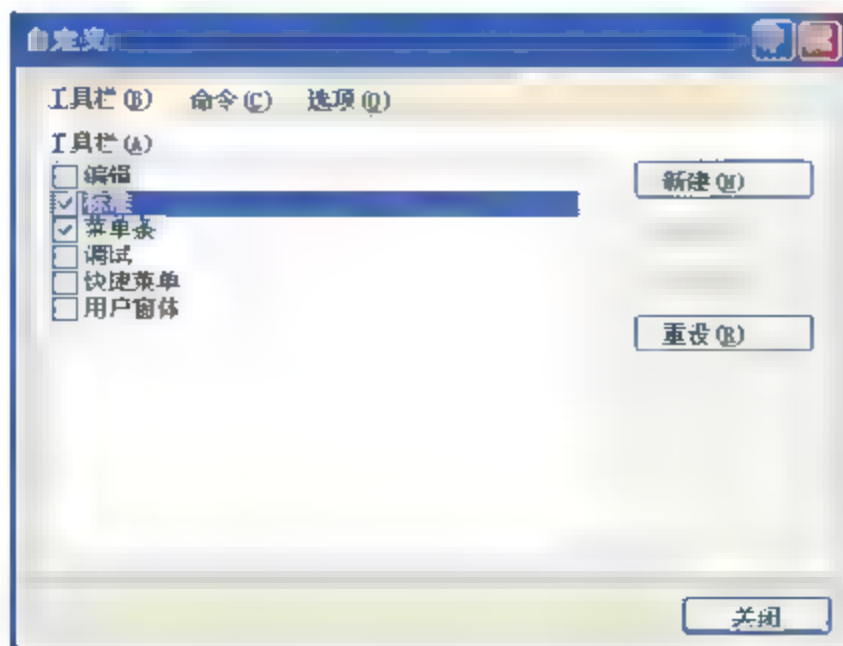 自定义
工具栏(B) 命令(C) 选项(O)
工具栏(A)
编辑
标准
菜单条
调试
快捷菜单
用户窗体
新建(N)
重设(R)
关闭